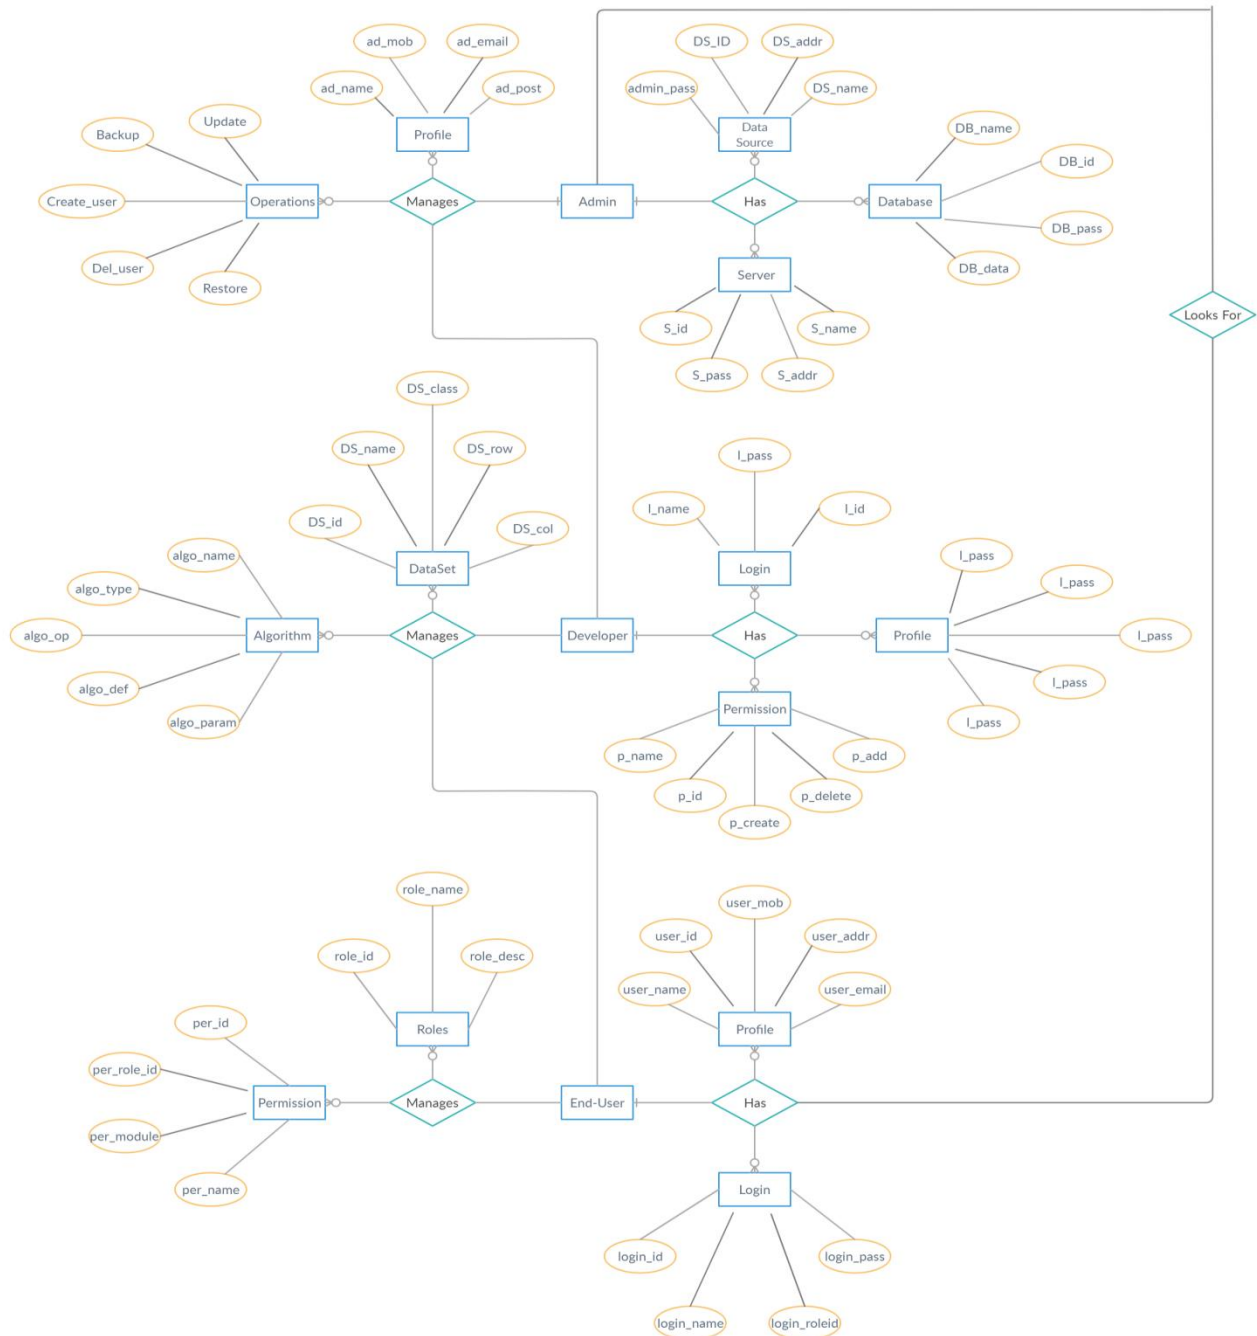 ad_mob
ad_email
DS_ID
DS_addr
ad_name
ad_post
admin_pass
DS_name
Update
Backup
Profile
Data
Source
DB_name
DB_id
Create_user
Operations
Manages
Admin
Has
Database
DB_pass
Del_user
Restore
Server
DB_data
S_id
S_name
Looks For
S_pass
S_addr
DS_class
DS_name
DS_row
l_pass
DS_id
DS_col
l_name
l_id
algo_name
DataSet
Login
l_pass
algo_type
l_pass
algo_op
Algorithm
Manages
Developer
Has
Profile
l_pass
algo_def
l_pass
algo_param
Permission
l_pass
p_name
p_add
p_id
p_delete
p_create
role_name
user_mob
role_id
role_desc
user_id
user_addr
user_name
user_email
per_id
Roles
Profile
per_role_id
Permission
Manages
End-User
Has
per_module
per_name
Login
login_id
login_pass
login_name
login_roleid